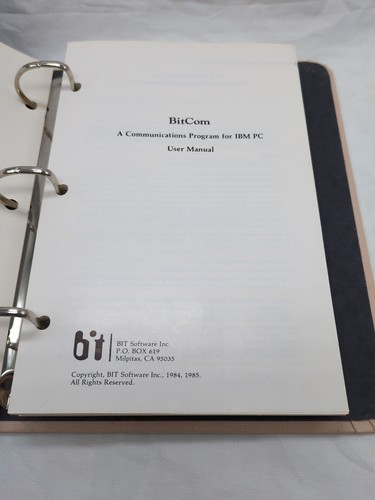 BitCom
A Communications Program for IBM PC
User Manual
bit
BIT Software Inc.
P.O. BOX 619
Milpitas, CA 95035
Copyright, BIT Software Inc., 1984, 1985.
All Rights Reserved.